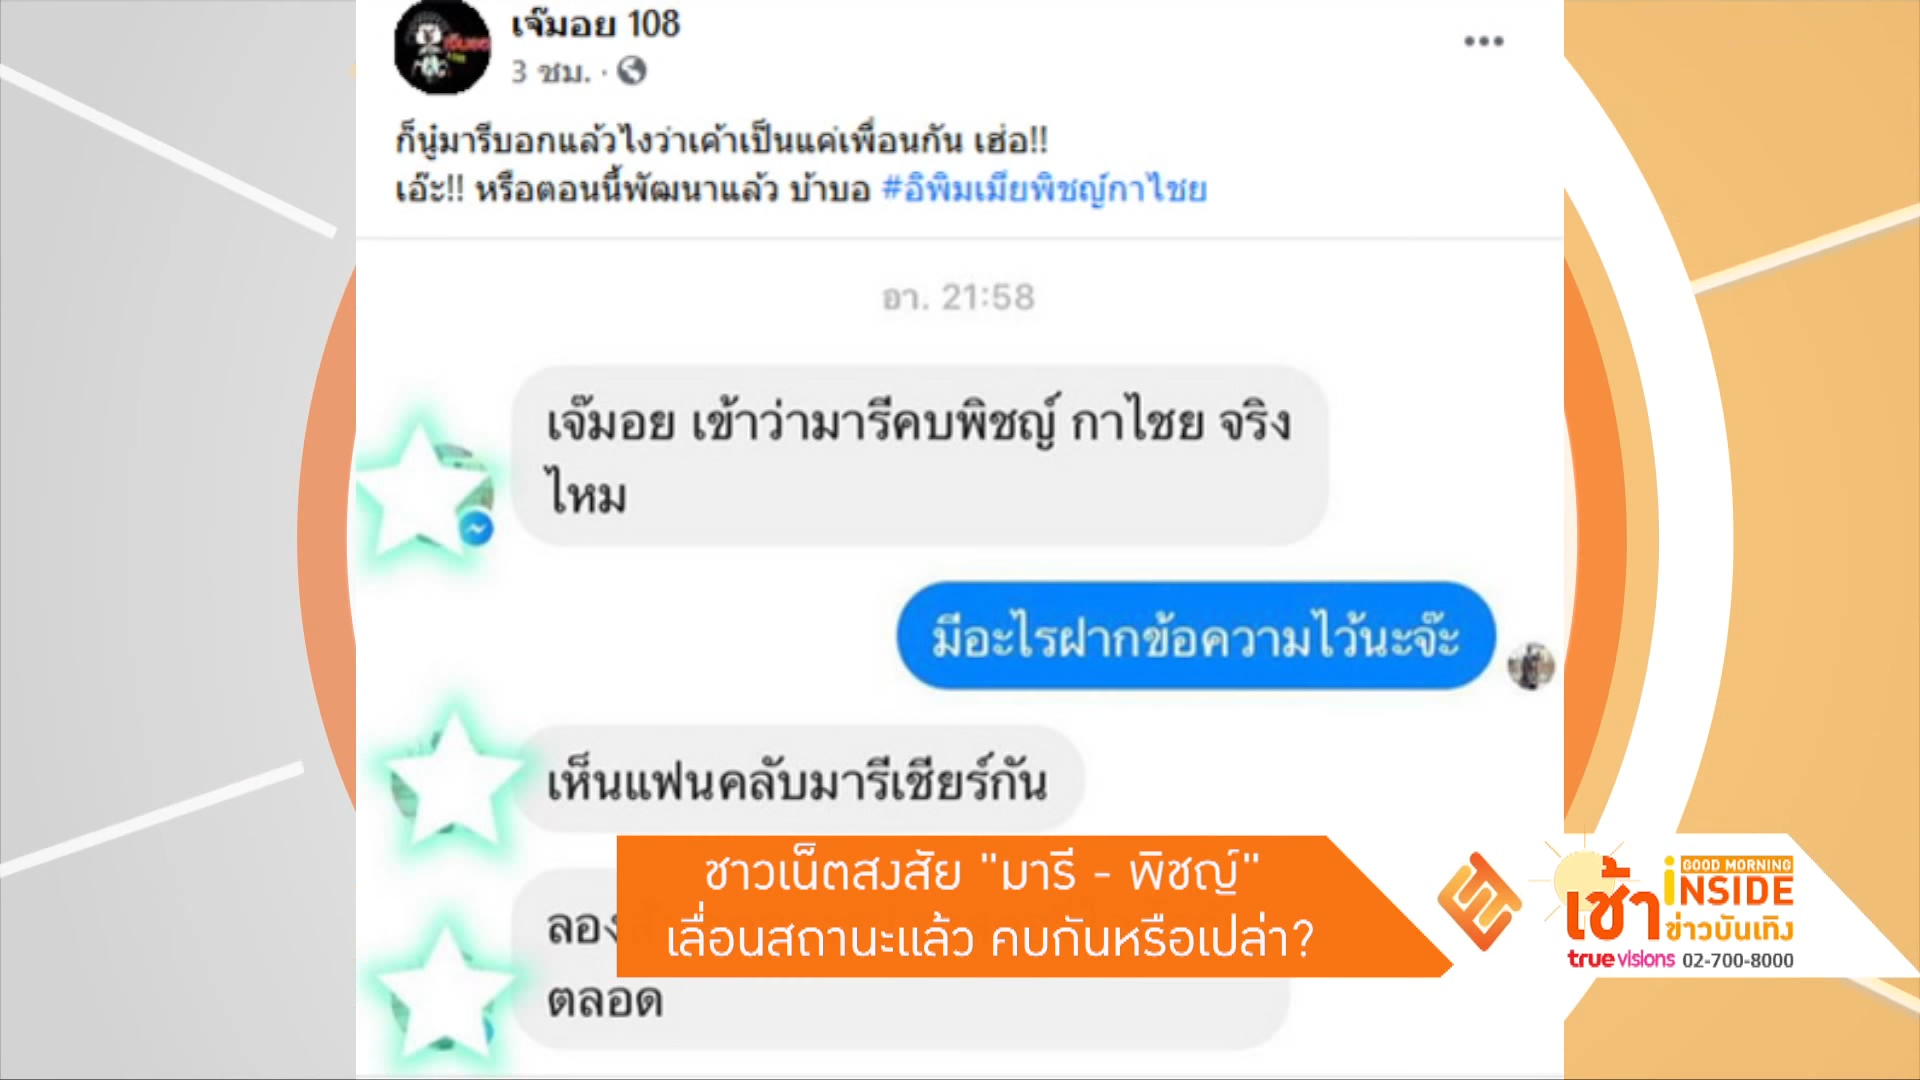 เจ๊มอย 108
3 ชม.
ก็นู๋มารีบอกแล้วไงว่าเค้าเป็นแค่เพื่อนกัน เฮ่อ!!
เอ๊ะ!! หรือตอนนี้พัฒนาแล้ว บ้าบอ #อิพิมเมียพิชญ์กาไชย
อา. 21:58
เจ๊มอย เข้าว่ามารีคบพิชญ์ กาไชย จริง
ไหม
มีอะไรฝากข้อความไว้นะจ๊ะ
เห็นแฟนคลับมารีเชียร์กัน
ลอง
ตลอด
ชาวเน็ตสงสัย "มารี - พิชญ์"
เลื่อนสถานะแล้ว คบกันหรือเปล่า?
เช้า
GOOD MORNING
iNSIDE
ข่าวบันเทิง
truevisions 02-700-8000